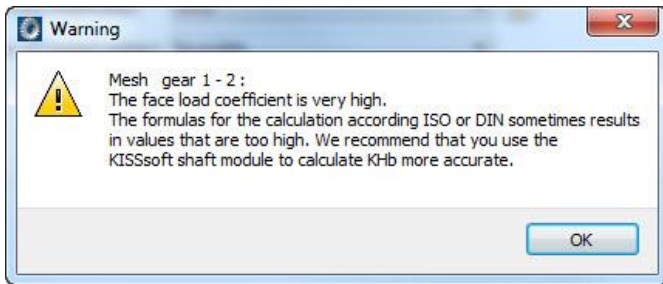 Warning
Mesh gear 1 - 2 :
The face load coefficient is very high.
The formulas for the calculation according ISO or DIN sometimes results
in values that are too high. We recommend that you use the
KISSsoft shaft module to calculate KHb more accurate.
OK